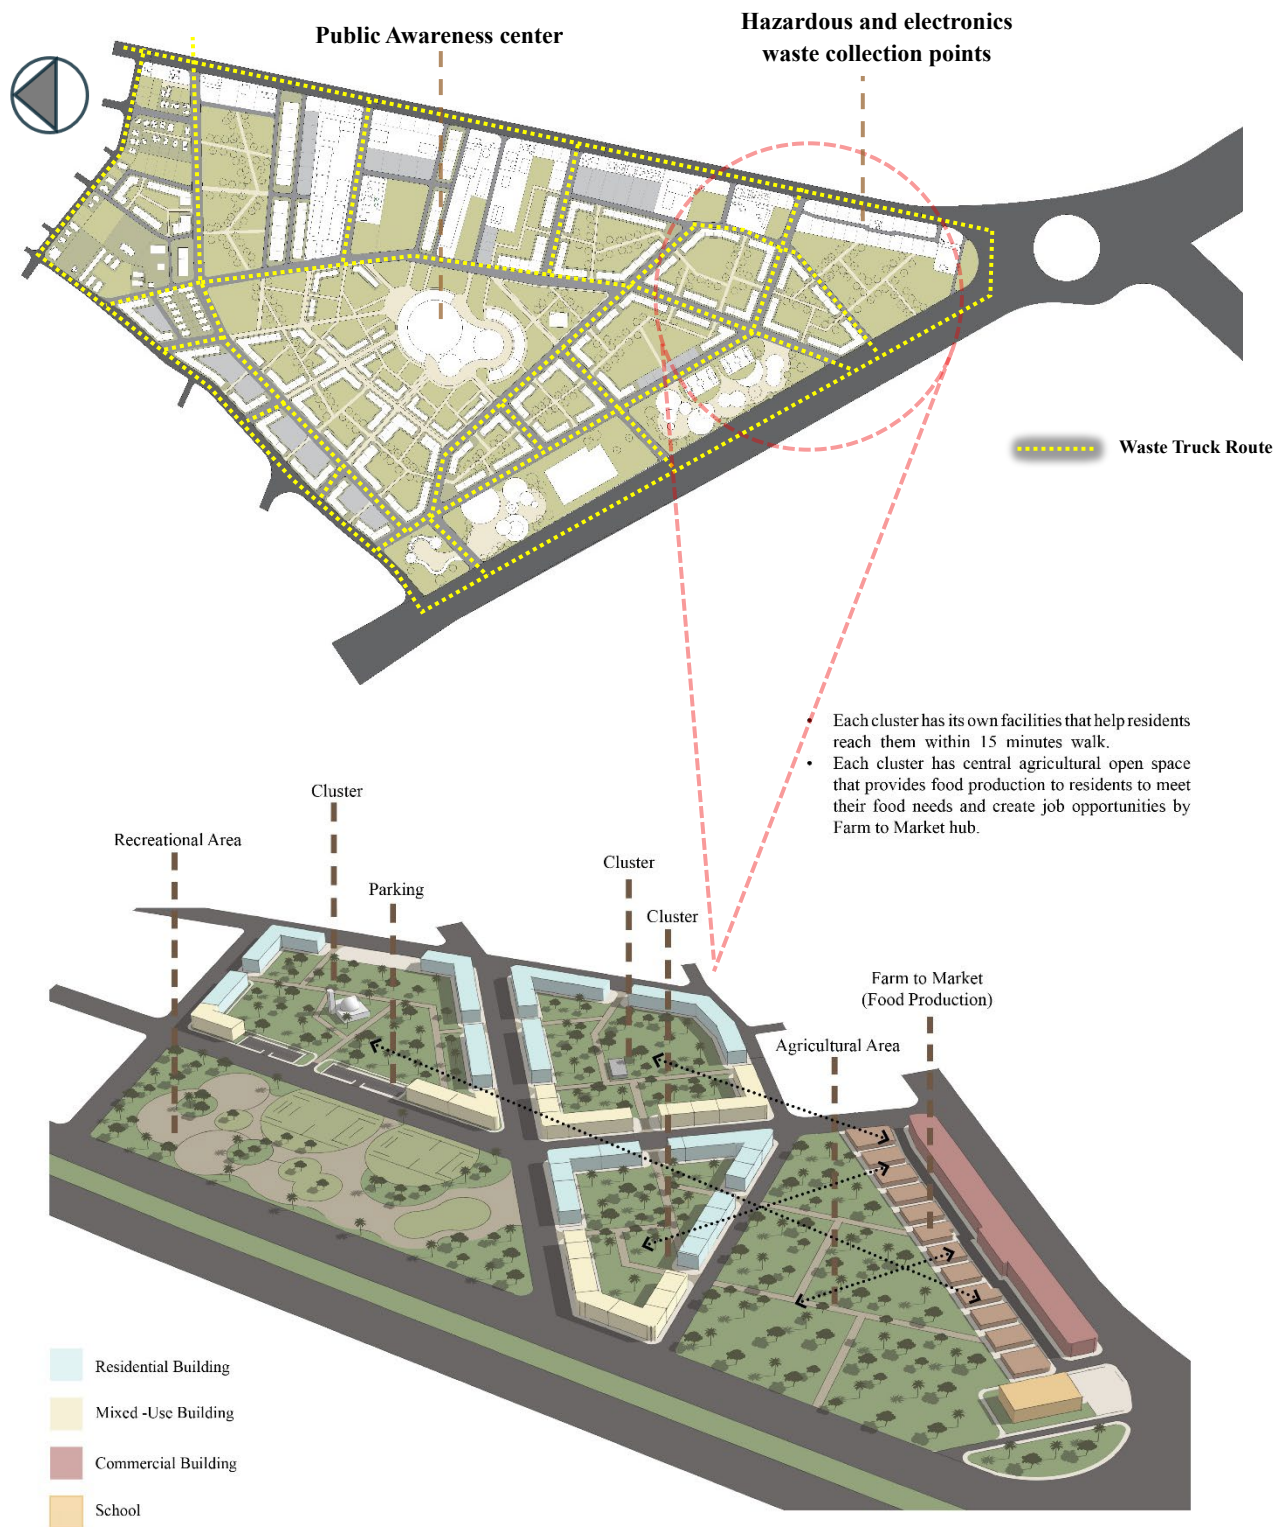 Public Awareness center
Hazardous and electronics
waste collection points
Waste Truck Route
• Each cluster has its own facilities that help residents
reach them within 15 minutes walk.
• Each cluster has central agricultural open space
that provides food production to residents to meet
their food needs and create job opportunities by
Farm to Market hub.
Cluster
Recreational Area
Parking
Cluster
Cluster
Farm to Market
(Food Production)
Agricultural Area
Residential Building
Mixed -Use Building
Commercial Building
School